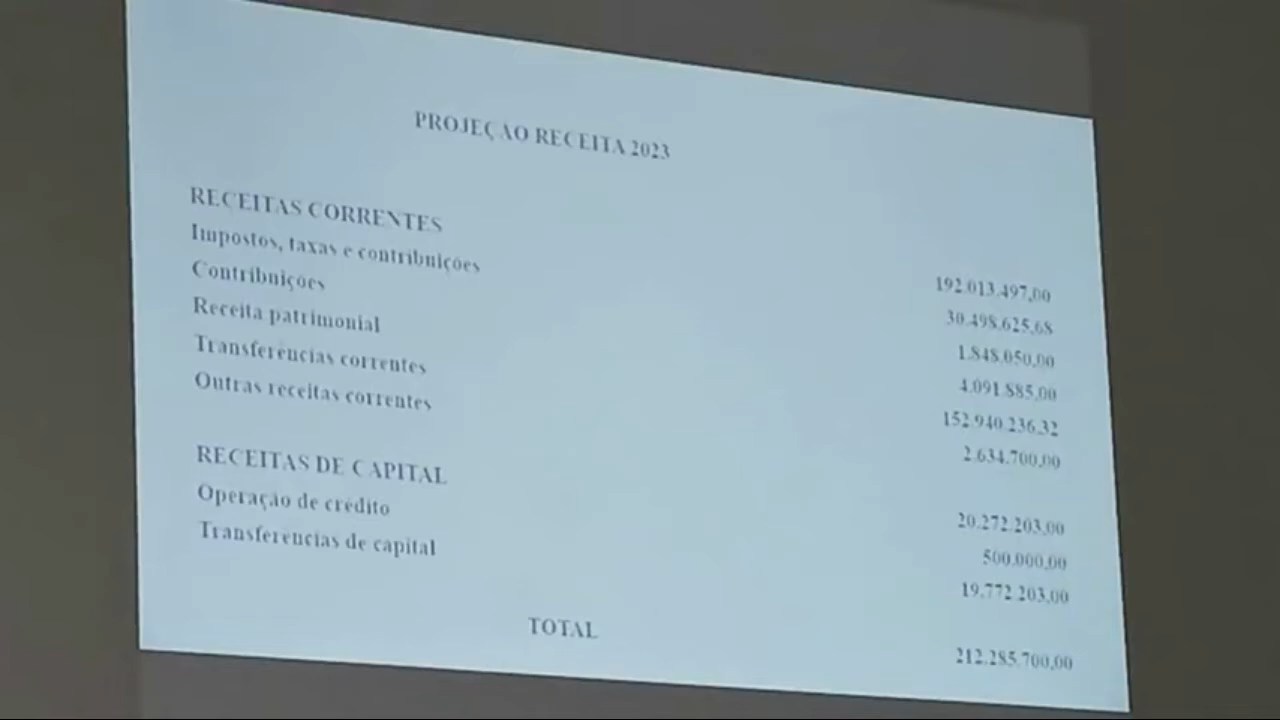 PROJEÇÃO RECEITA 2023
RECEITAS CORRENTES 192.013.497,00
Impostos, taxas e contribuições 30.498.625,68
Contribuições 1.848.050,00
Receita patrimonial 4.091.885,00
Transferências correntes 152.940.236,32
Outras receitas correntes 2.634.700,00
RECEITAS DE CAPITAL 20.272.203,00
Operação de crédito 500.000,00
Transferências de capital 19.772.203,00
TOTAL 212.285.700,00